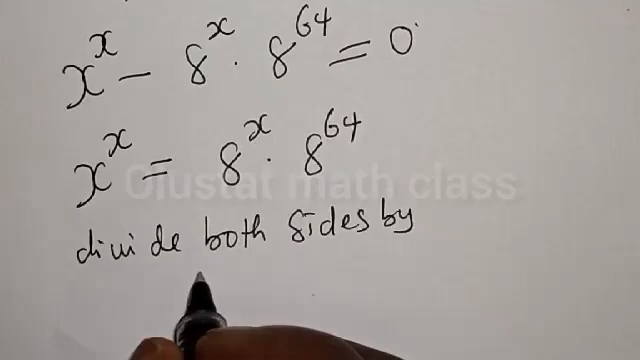 x^x - 8^x · 8^64 = 0
x^x = 8^x · 8^64
Olustat math class
divide both sides by